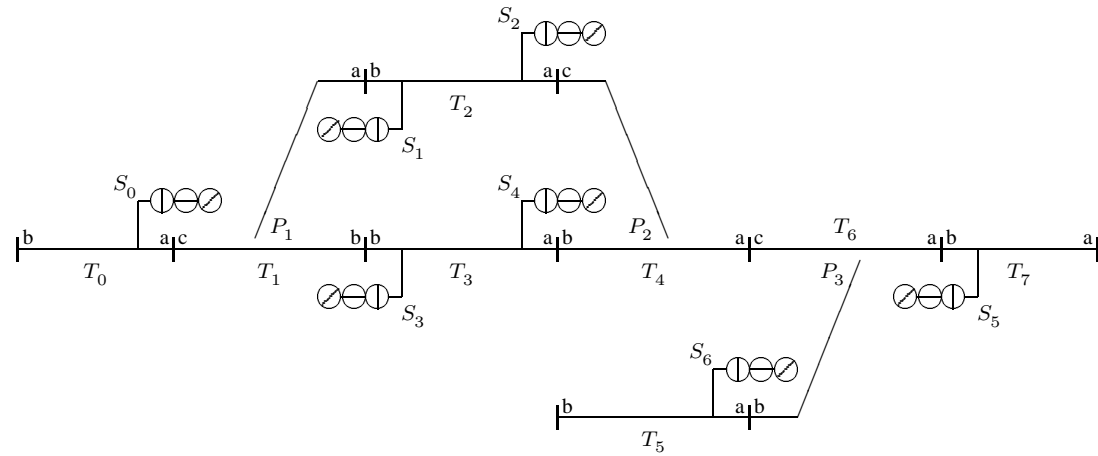 S2
a b a c
T2
S1
S0 S4
P1 P2 T6
b a c b b a b a c a b a
T0 T1 T3 T4 P3 T7
S3 S5
S6
b a b
T5